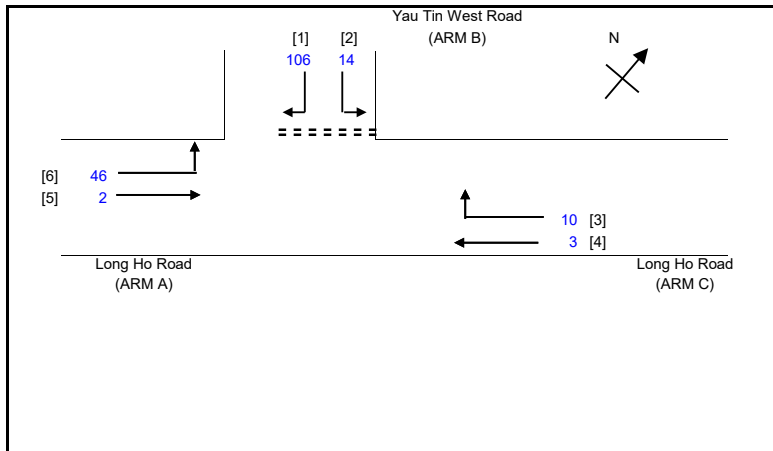 Yau Tin West Road
(ARM B)
[1] [2]
106 14
N
[6] 46
[5] 2
10 [3]
3 [4]
Long Ho Road
(ARM A)
Long Ho Road
(ARM C)